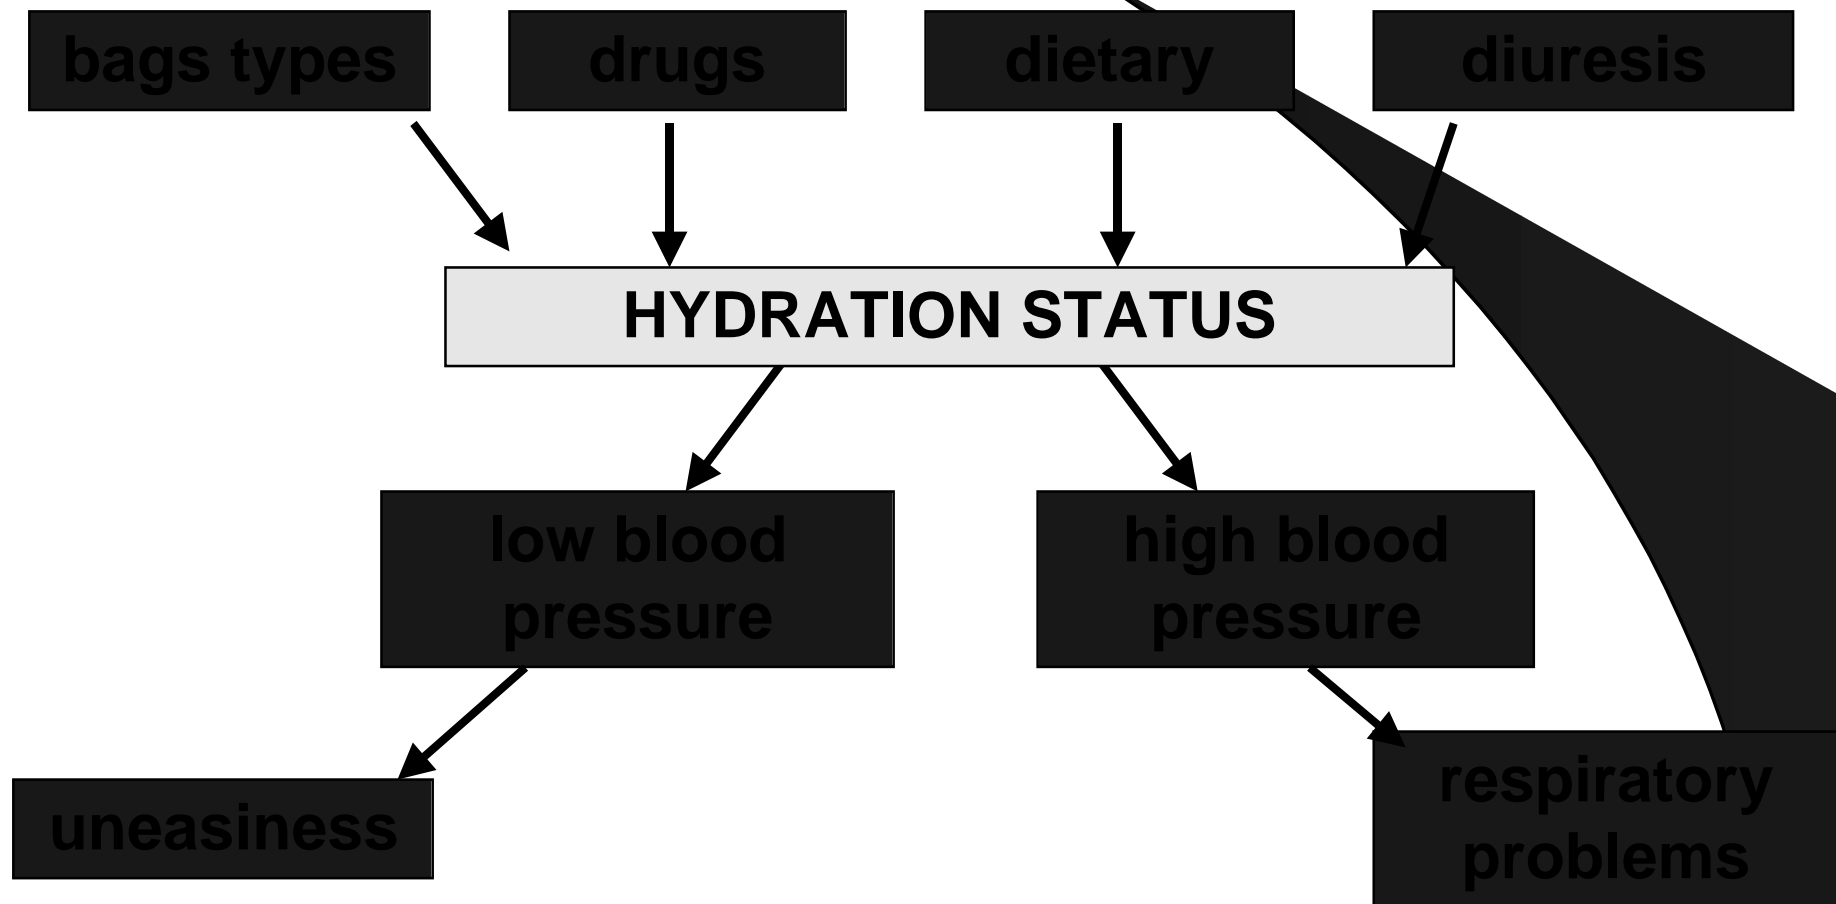 bags types
drugs
dietary
diuresis
HYDRATION STATUS
low blood
pressure
high blood
pressure
uneasiness
respiratory
problems